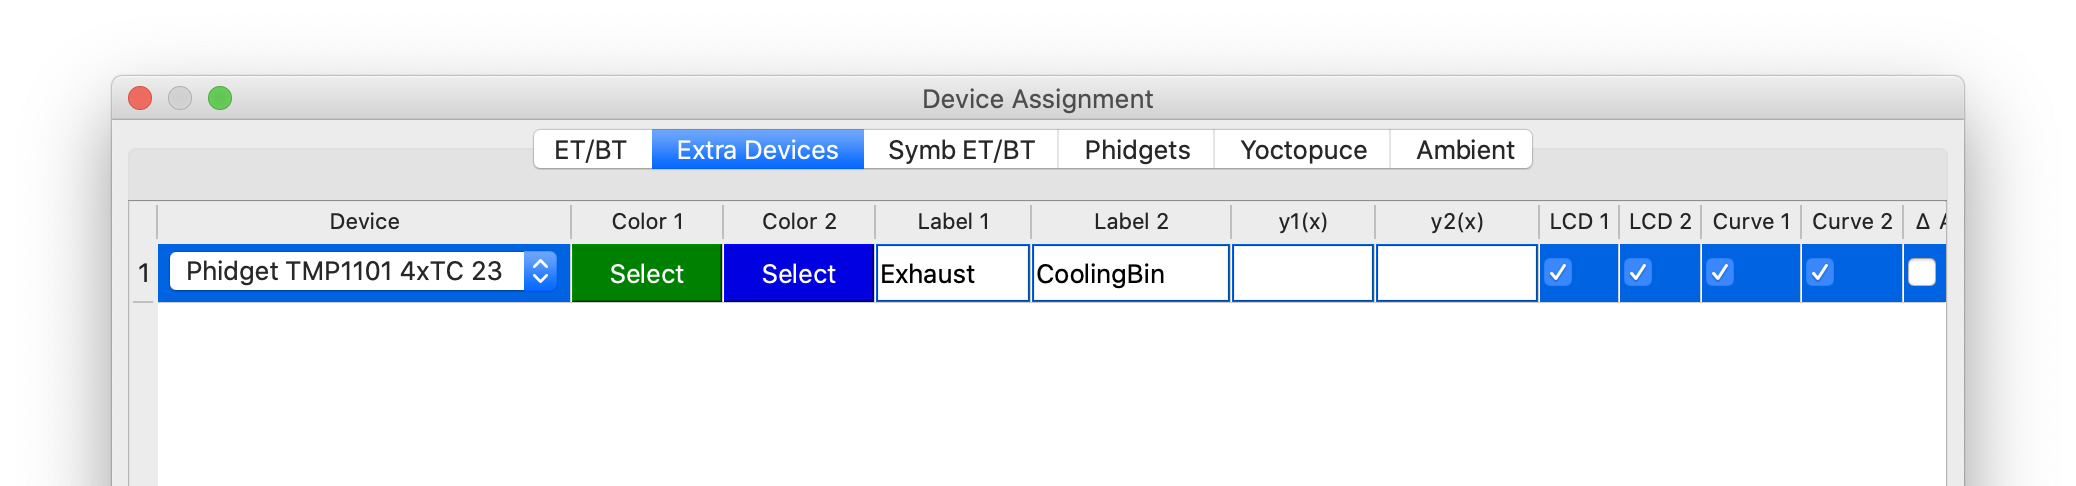 Device Assignment
ET/BT Extra Devices Symb ET/BT Phidgets Yoctopuce Ambient
Device Color 1 Color 2 Label 1 Label 2 y1(x) y2(x) LCD 1 LCD 2 Curve 1 Curve 2 Δ
1 Phidget TMP1101 4xTC 23 Select Select Exhaust CoolingBin